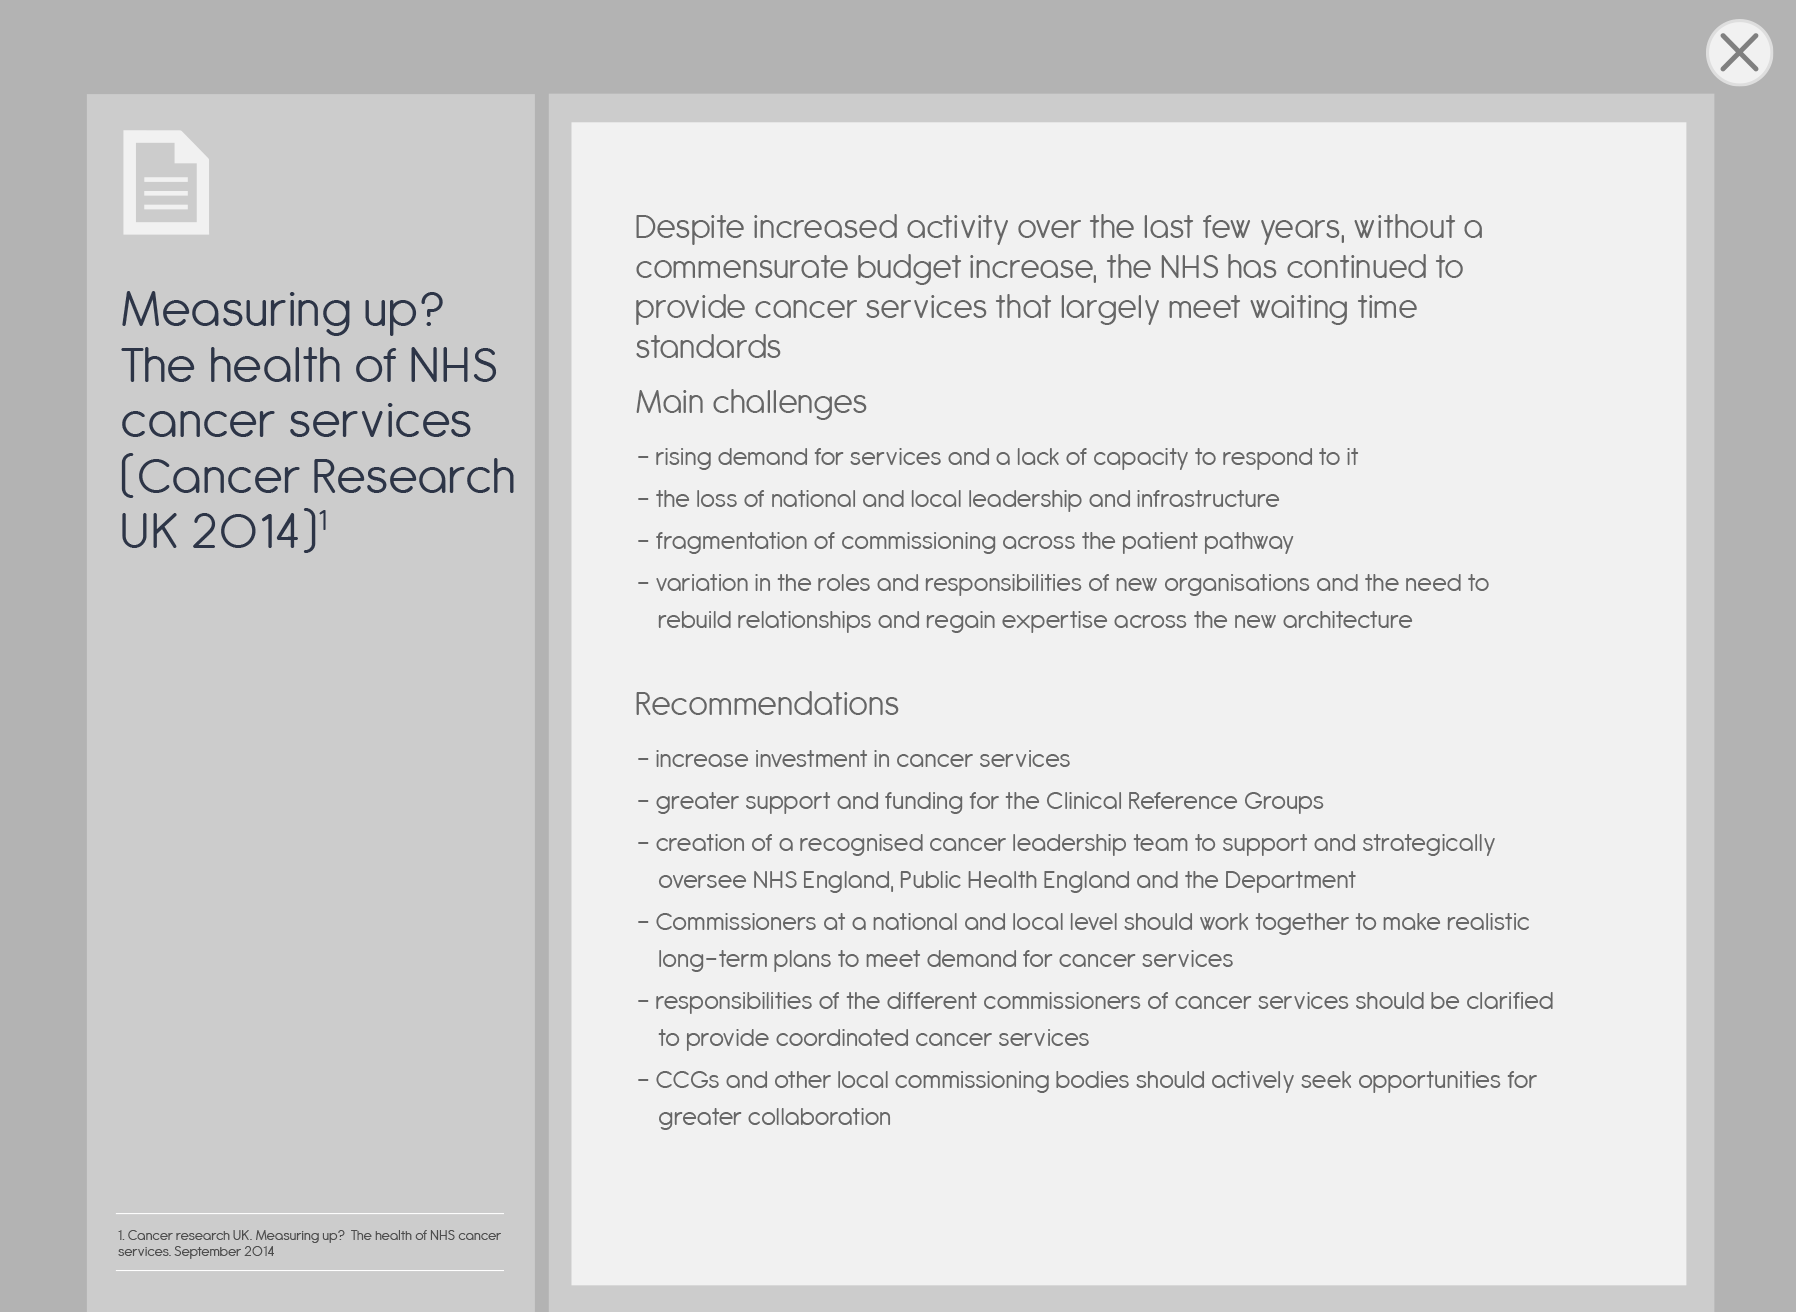 Measuring up?
The health of NHS
cancer services
(Cancer Research
UK 2014)¹
1. Cancer research UK. Measuring up?  The health of NHS cancer
services. September 2014
Despite increased activity over the last few years, without a
commensurate budget increase, the NHS has continued to
provide cancer services that largely meet waiting time
standards
Main challenges
– rising demand for services and a lack of capacity to respond to it
– the loss of national and local leadership and infrastructure
– fragmentation of commissioning across the patient pathway
– variation in the roles and responsibilities of new organisations and the need to
rebuild relationships and regain expertise across the new architecture
Recommendations
– increase investment in cancer services
– greater support and funding for the Clinical Reference Groups
– creation of a recognised cancer leadership team to support and strategically
oversee NHS England, Public Health England and the Department
– Commissioners at a national and local level should work together to make realistic
long-term plans to meet demand for cancer services
– responsibilities of the different commissioners of cancer services should be clarified
to provide coordinated cancer services
– CCGs and other local commissioning bodies should actively seek opportunities for
greater collaboration